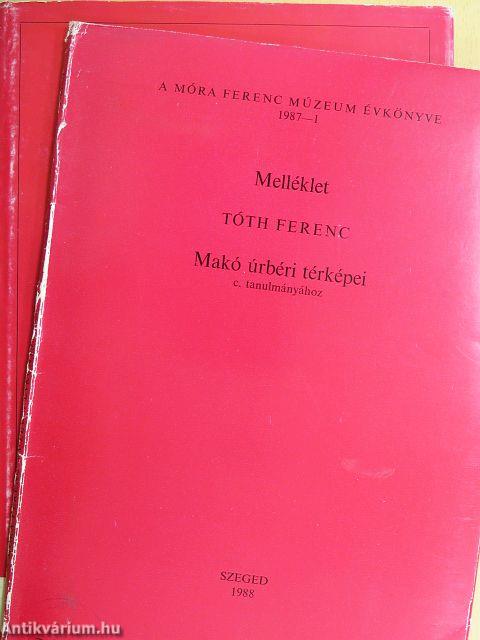 A MÓRA FERENC MÚZEUM ÉVKÖNYVE
1987—1
Melléklet
TÓTH FERENC
Makó úrbéri térképei
c. tanulmányához
SZEGED
1988
Antikvárium.hu